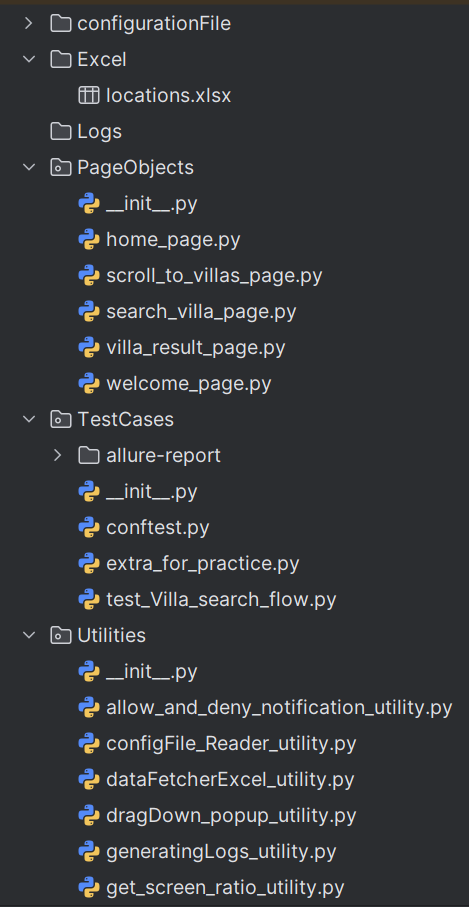 configurationFile
Excel
locations.xlsx
Logs
PageObjects
__init__.py
home_page.py
scroll_to_villas_page.py
search_villa_page.py
villa_result_page.py
welcome_page.py
TestCases
allure-report
__init__.py
conftest.py
extra_for_practice.py
test_Villa_search_flow.py
Utilities
__init__.py
allow_and_deny_notification_utility.py
configFile_Reader_utility.py
dataFetcherExcel_utility.py
dragDown_popup_utility.py
generatingLogs_utility.py
get_screen_ratio_utility.py